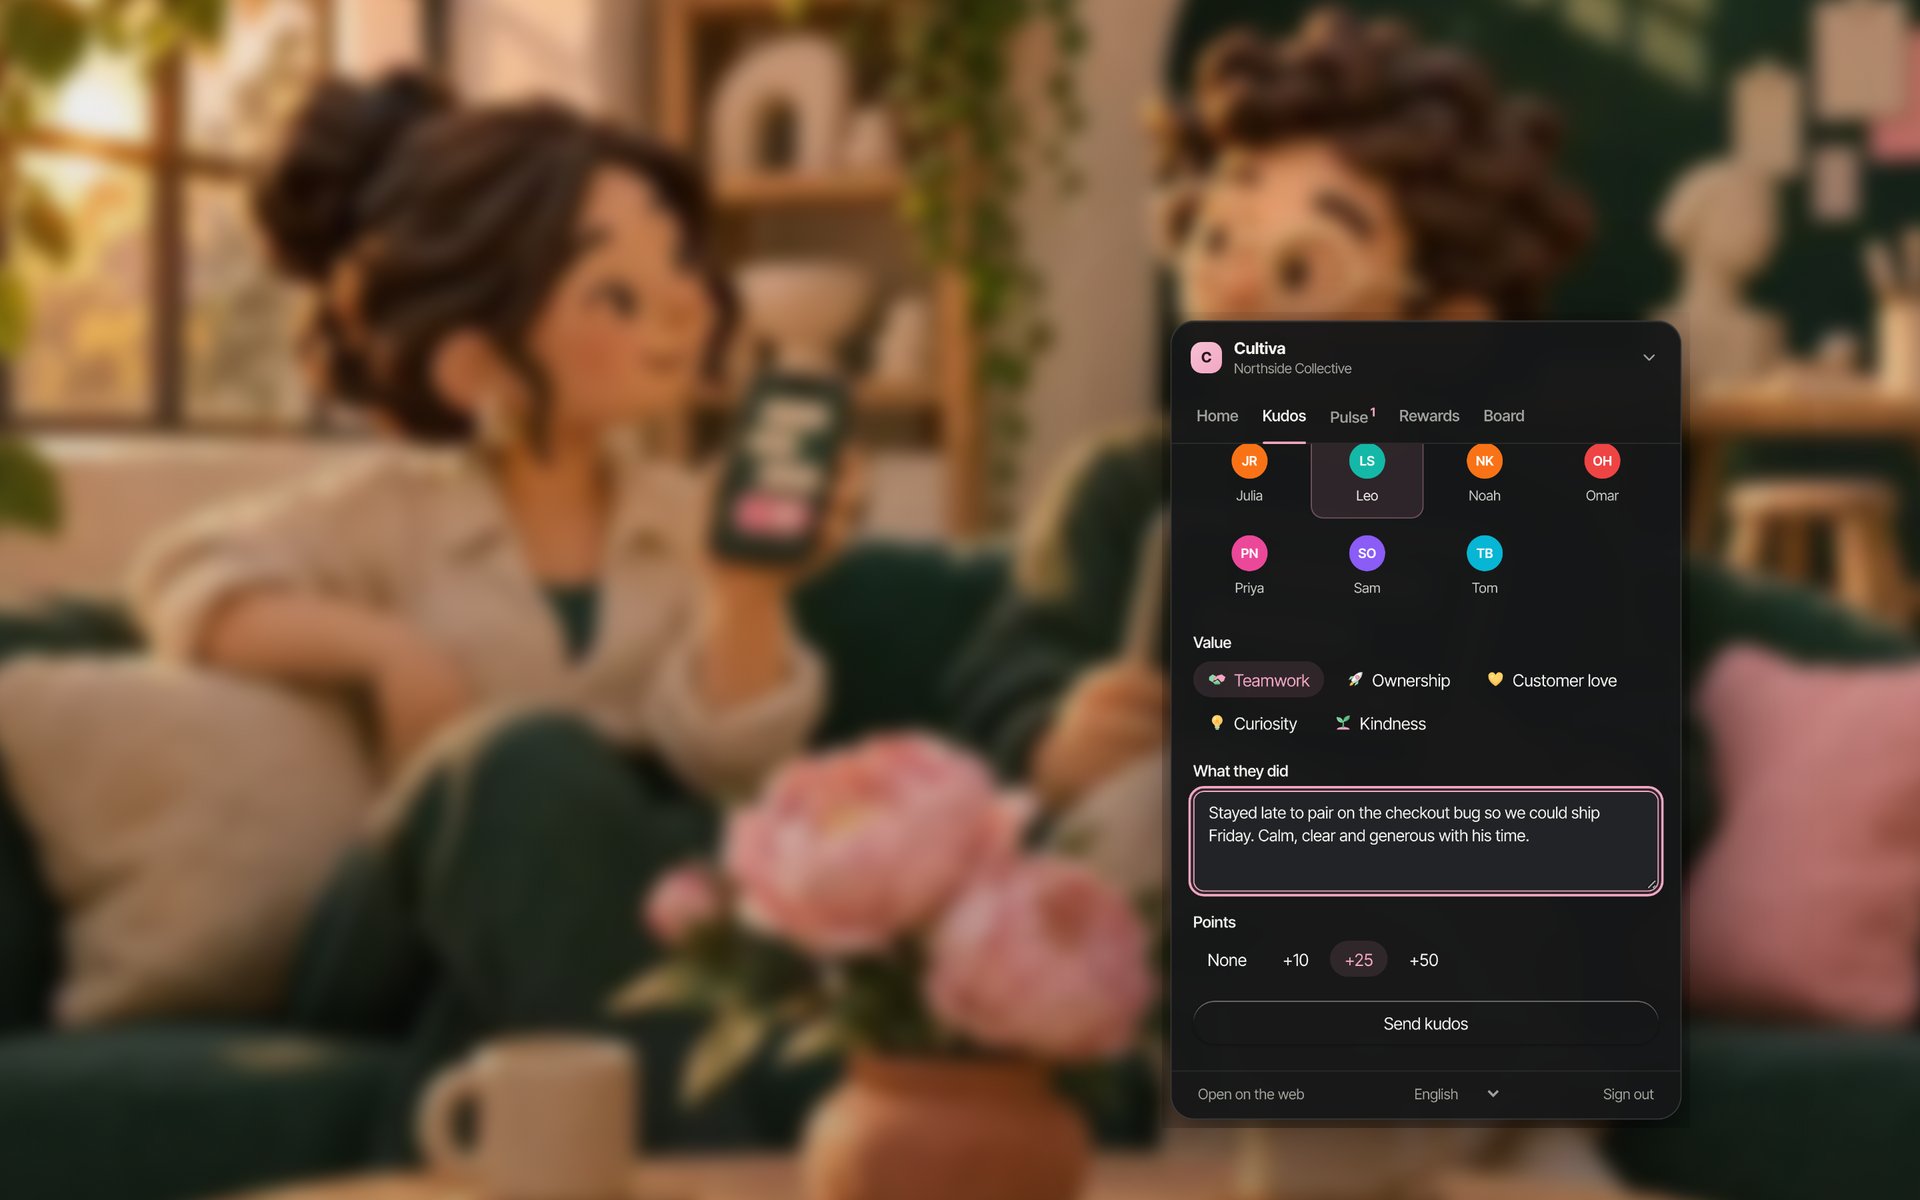 C
Cultiva
Northside Collective
Home Kudos Pulse 1 Rewards Board
JR LS NK OH
Julia Leo Noah Omar
PN SO TB
Priya Sam Tom
Value
Teamwork Ownership Customer love
Curiosity Kindness
What they did
Stayed late to pair on the checkout bug so we could ship
Friday. Calm, clear and generous with his time.
Points
None +10 +25 +50
Send kudos
Open on the web English Sign out